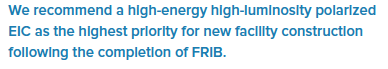 We recommend a high-energy high-luminosity polarized
EIC as the highest priority for new facility construction
following the completion of FRIB.